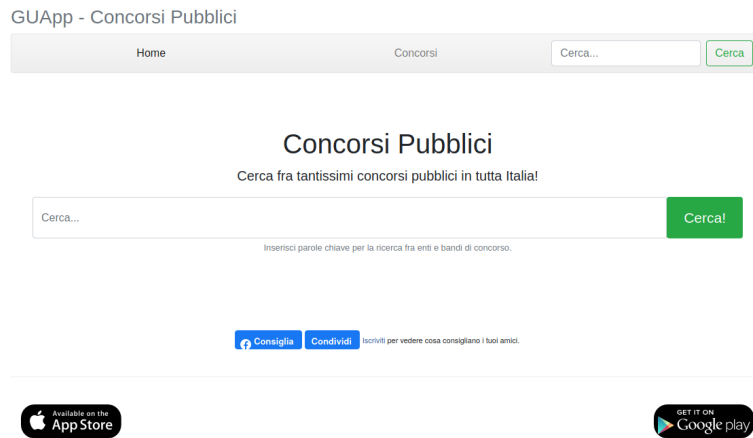 GUApp - Concorsi Pubblici
Home Concorsi Cerca... Cerca
Concorsi Pubblici
Cerca fra tantissimi concorsi pubblici in tutta Italia!
Cerca... Cerca!
Inserisci parole chiave per la ricerca fra enti e bandi di concorso.
Consiglia Condividi Iscriviti per vedere cosa consigliano i tuoi amici.
Available on the App Store
GET IT ON Google play